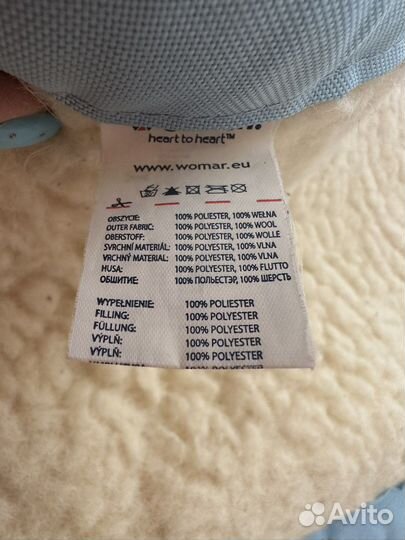 heart to heart™
www.womar.eu
OBSZYCIE: 100% POLIESTER, 100% WEŁNA
OUTER FABRIC: 100% POLYESTER, 100% WOOL
OBERSTOFF: 100% POLYESTER, 100% WOLLE
SVRCHNÍ MATERIÁL: 100% POLYESTER, 100% VLNA
VRCHNÝ MATERIÁL: 100% POLYESTER, 100% VLNA
HUSA: 100% POLIESTER, 100% FLUTTO
ОБШИТИЕ: 100% ПОЛЬЕСТЭР, 100% ШЕРСТЬ
WYPEŁNIENIE: 100% POLIESTER
FILLING: 100% POLYESTER
FÜLLUNG: 100% POLYESTER
VÝPLŇ: 100% POLYESTER
VÝPLŇ: 100% POLYESTER
Avito